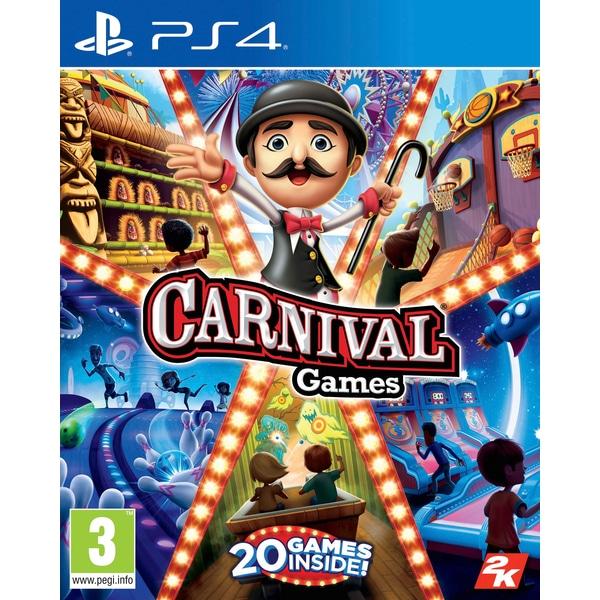 PS4
CARNIVAL
Games
20 GAMES
INSIDE!
3
www.pegi.info
2K